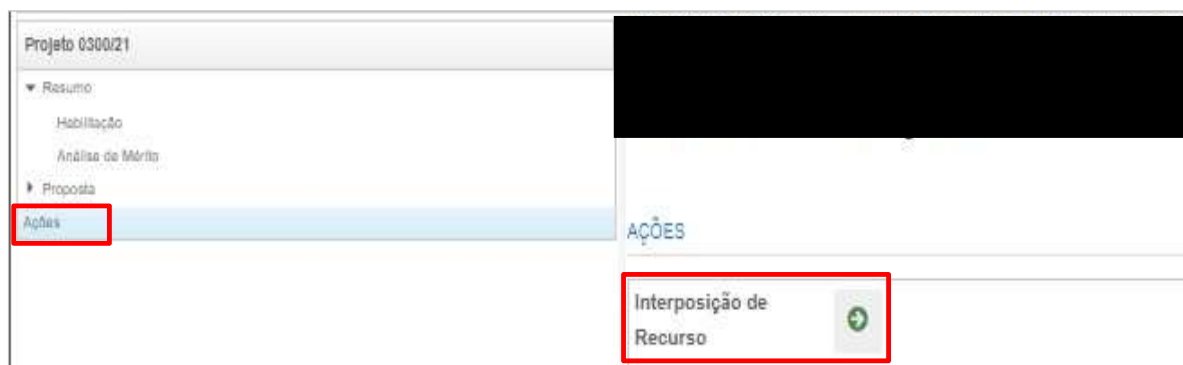 Projeto 0300/21
Resumo
Habilitação
Análise de Mérito
Proposta
Ações
AÇÕES
Interposição de
Recurso